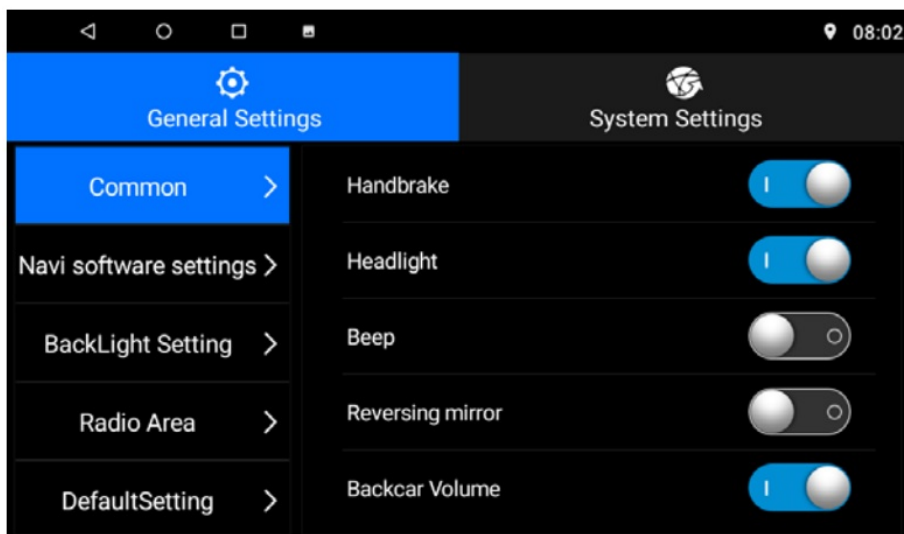 08:02
General Settings
System Settings
Common
Handbrake
Navi software settings
Headlight
BackLight Setting
Beep
Radio Area
Reversing mirror
DefaultSetting
Backcar Volume